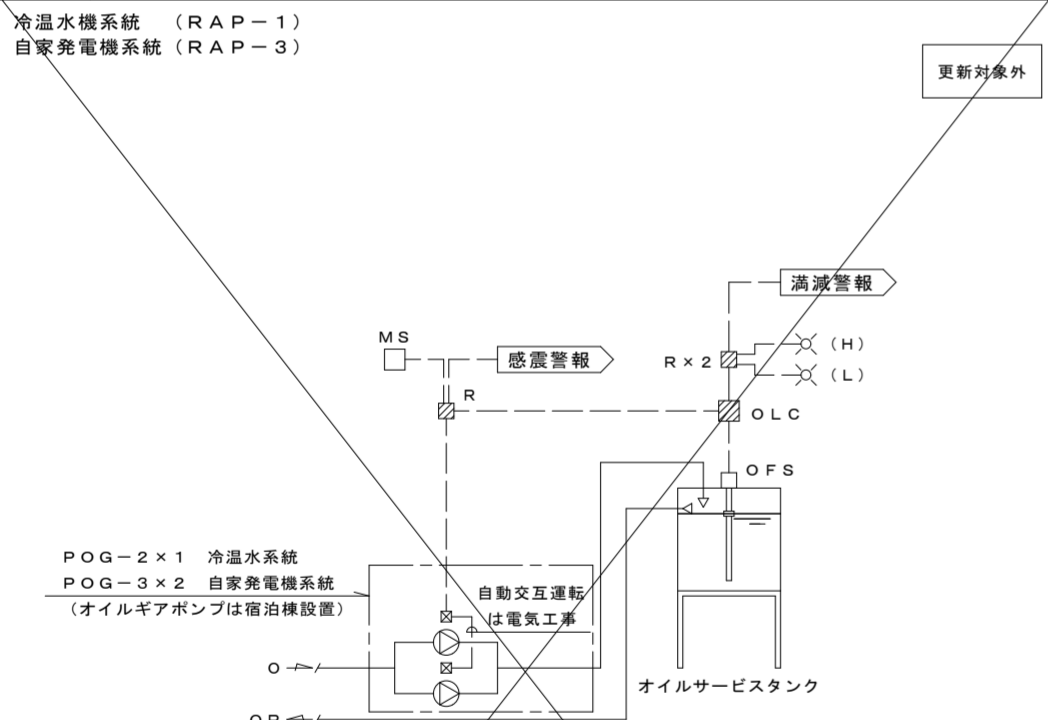 冷温水機系統　（ＲＡＰ－１）
自家発電機系統（ＲＡＰ－３）
更新対象外
満減警報
ＭＳ
感震警報
Ｒ×２
（Ｈ）
（Ｌ）
Ｒ
ＯＬＣ
ＯＦＳ
ＰＯＧ－２×１　冷温水系統
ＰＯＧ－３×２　自家発電機系統
（オイルギアポンプは宿泊棟設置）
自動交互運転
は電気工事
Ｏ
オイルサービスタンク